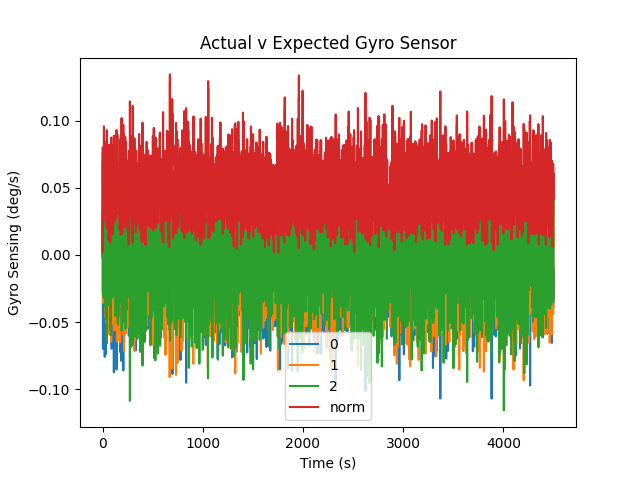 Actual v Expected Gyro Sensor
Gyro Sensing (deg/s)
0.10
0.05
0.00
−0.05
−0.10
0
1
2
norm
0 1000 2000 3000 4000
Time (s)